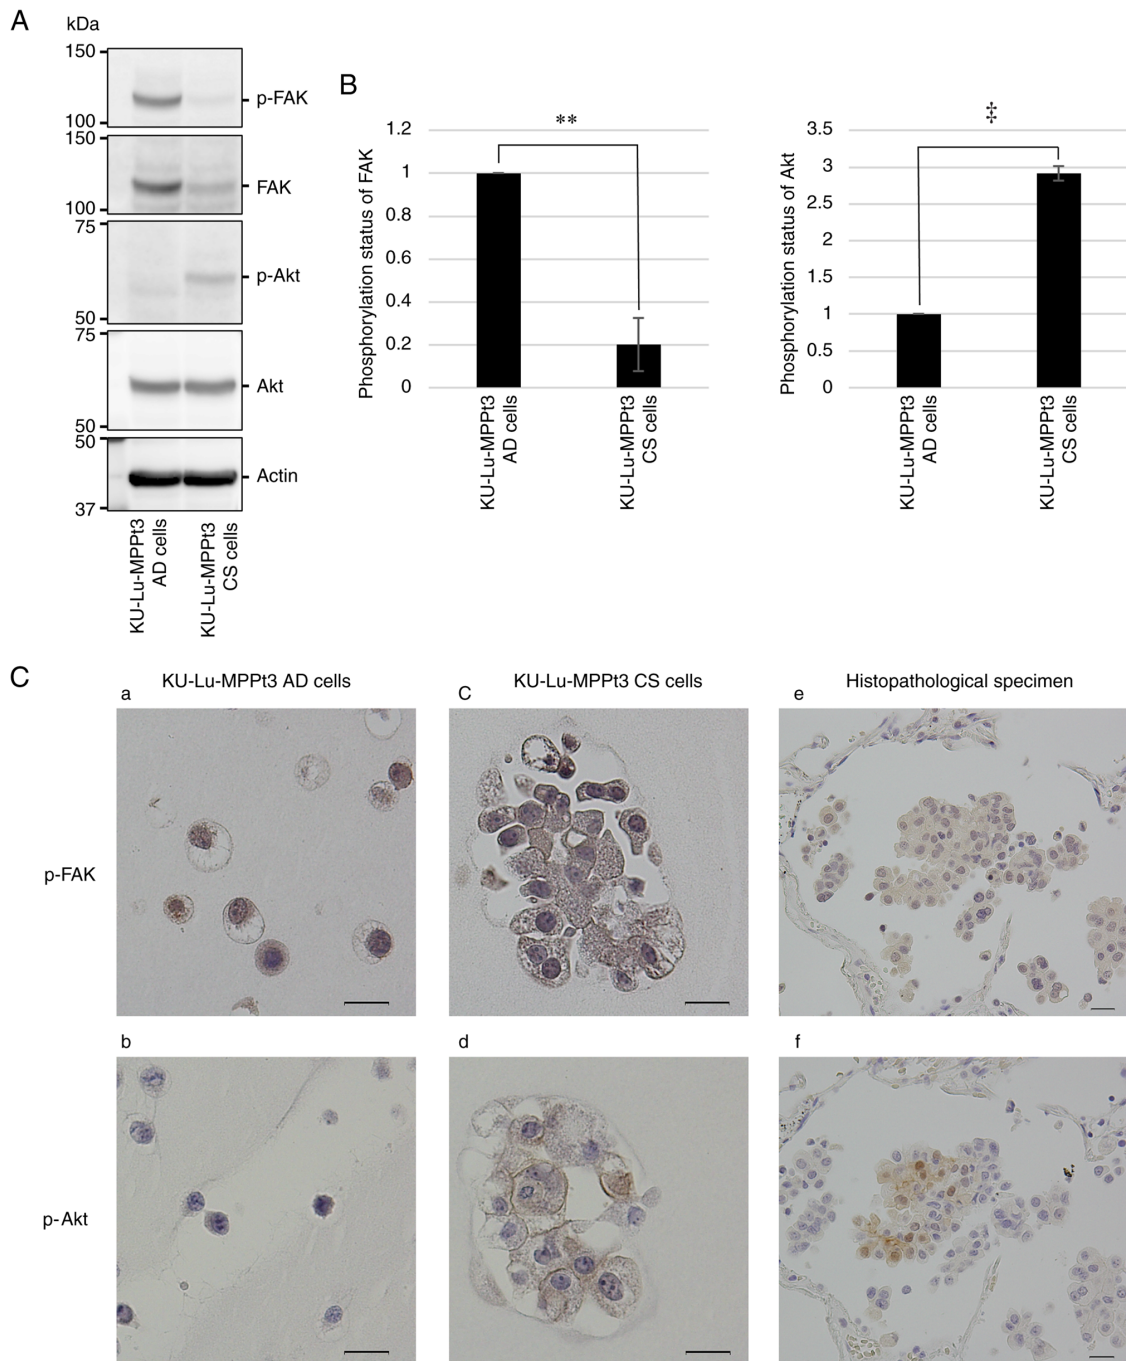 A
kDa
150
p-FAK
100
150
FAK
100
75
p-Akt
50
75
Akt
50
50
Actin
37
KU-Lu-MPPt3
AD cells
KU-Lu-MPPt3
CS cells
B
**
Phosphorylation status of FAK
1.2
1
0.8
0.6
0.4
0.2
0
KU-Lu-MPPt3
AD cells
KU-Lu-MPPt3
CS cells
‡
Phosphorylation status of Akt
3.5
3
2.5
2
1.5
1
0.5
0
KU-Lu-MPPt3
AD cells
KU-Lu-MPPt3
CS cells
C
KU-Lu-MPPt3 AD cells
KU-Lu-MPPt3 CS cells
Histopathological specimen
a
C
e
p-FAK
b
d
f
p-Akt